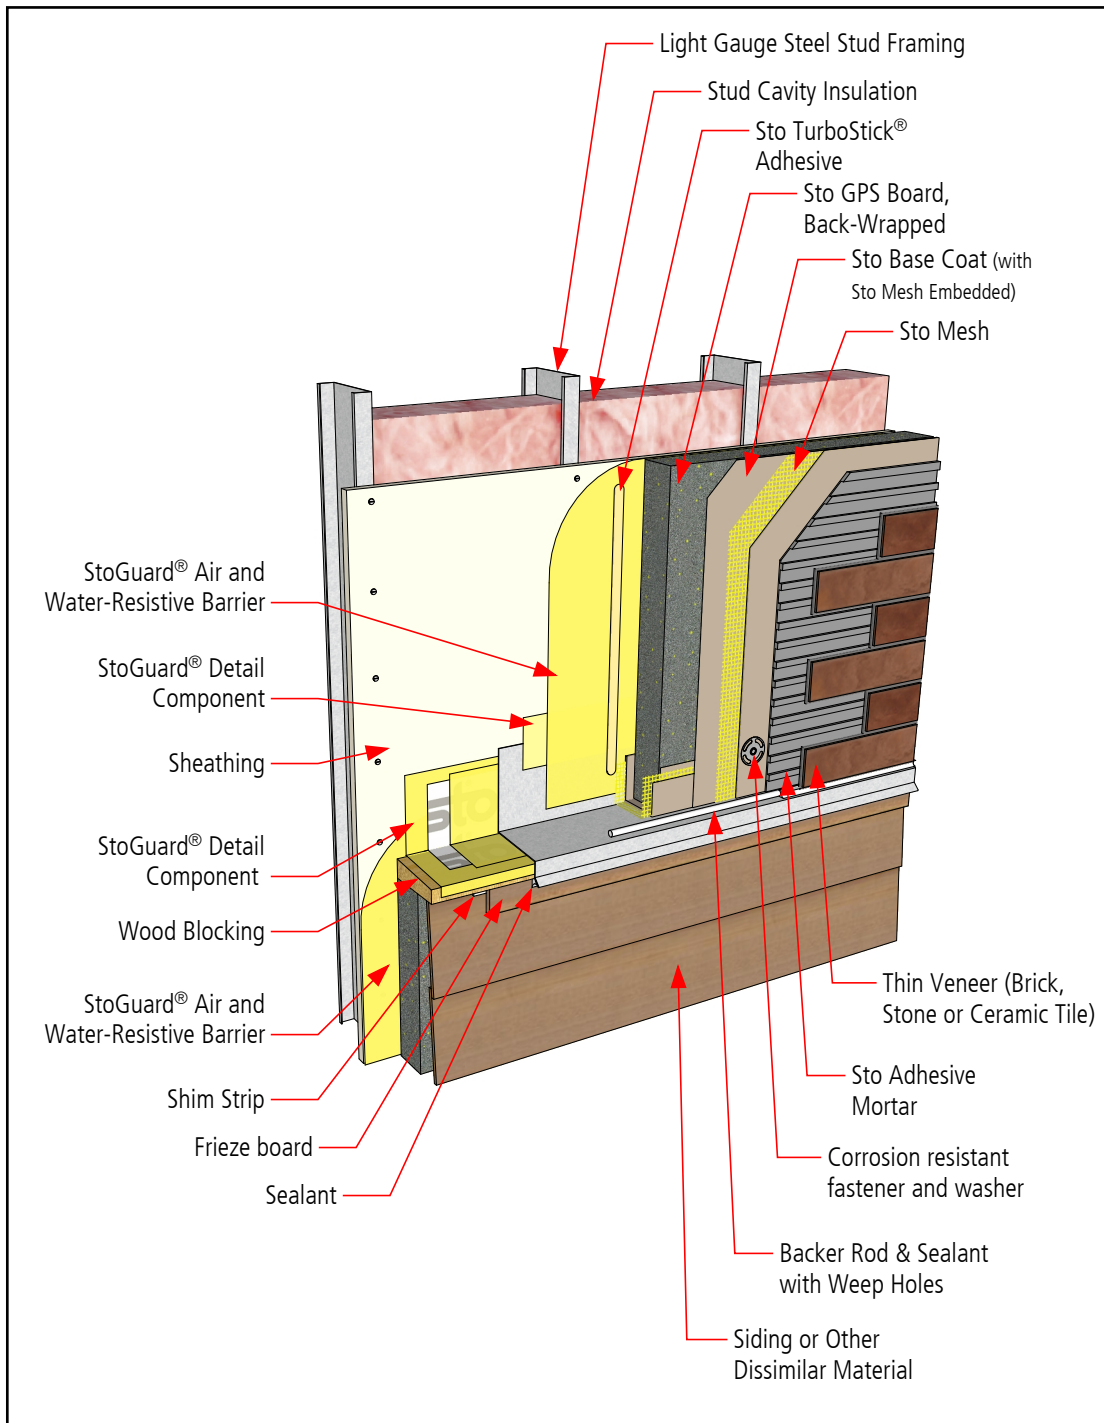 Light Gauge Steel Stud Framing
Stud Cavity Insulation
Sto TurboStick®
Adhesive
Sto GPS Board,
Back-Wrapped
Sto Base Coat (with
Sto Mesh Embedded)
Sto Mesh
StoGuard® Air and
Water-Resistive Barrier
StoGuard® Detail
Component
Sheathing
StoGuard® Detail
Component
Wood Blocking
StoGuard® Air and
Water-Resistive Barrier
Shim Strip
Frieze board
Sealant
Thin Veneer (Brick,
Stone or Ceramic Tile)
Sto Adhesive
Mortar
Corrosion resistant
fastener and washer
Backer Rod & Sealant
with Weep Holes
Siding or Other
Dissimilar Material